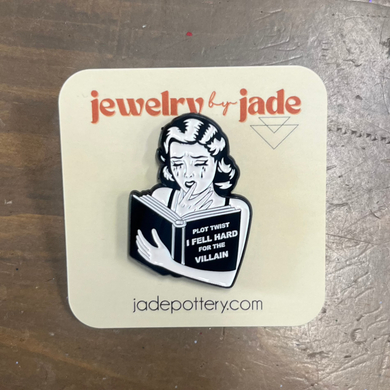 jewelry by jade
PLOT TWIST
I FELL HARD
FOR THE
VILLAIN
jadepottery.com